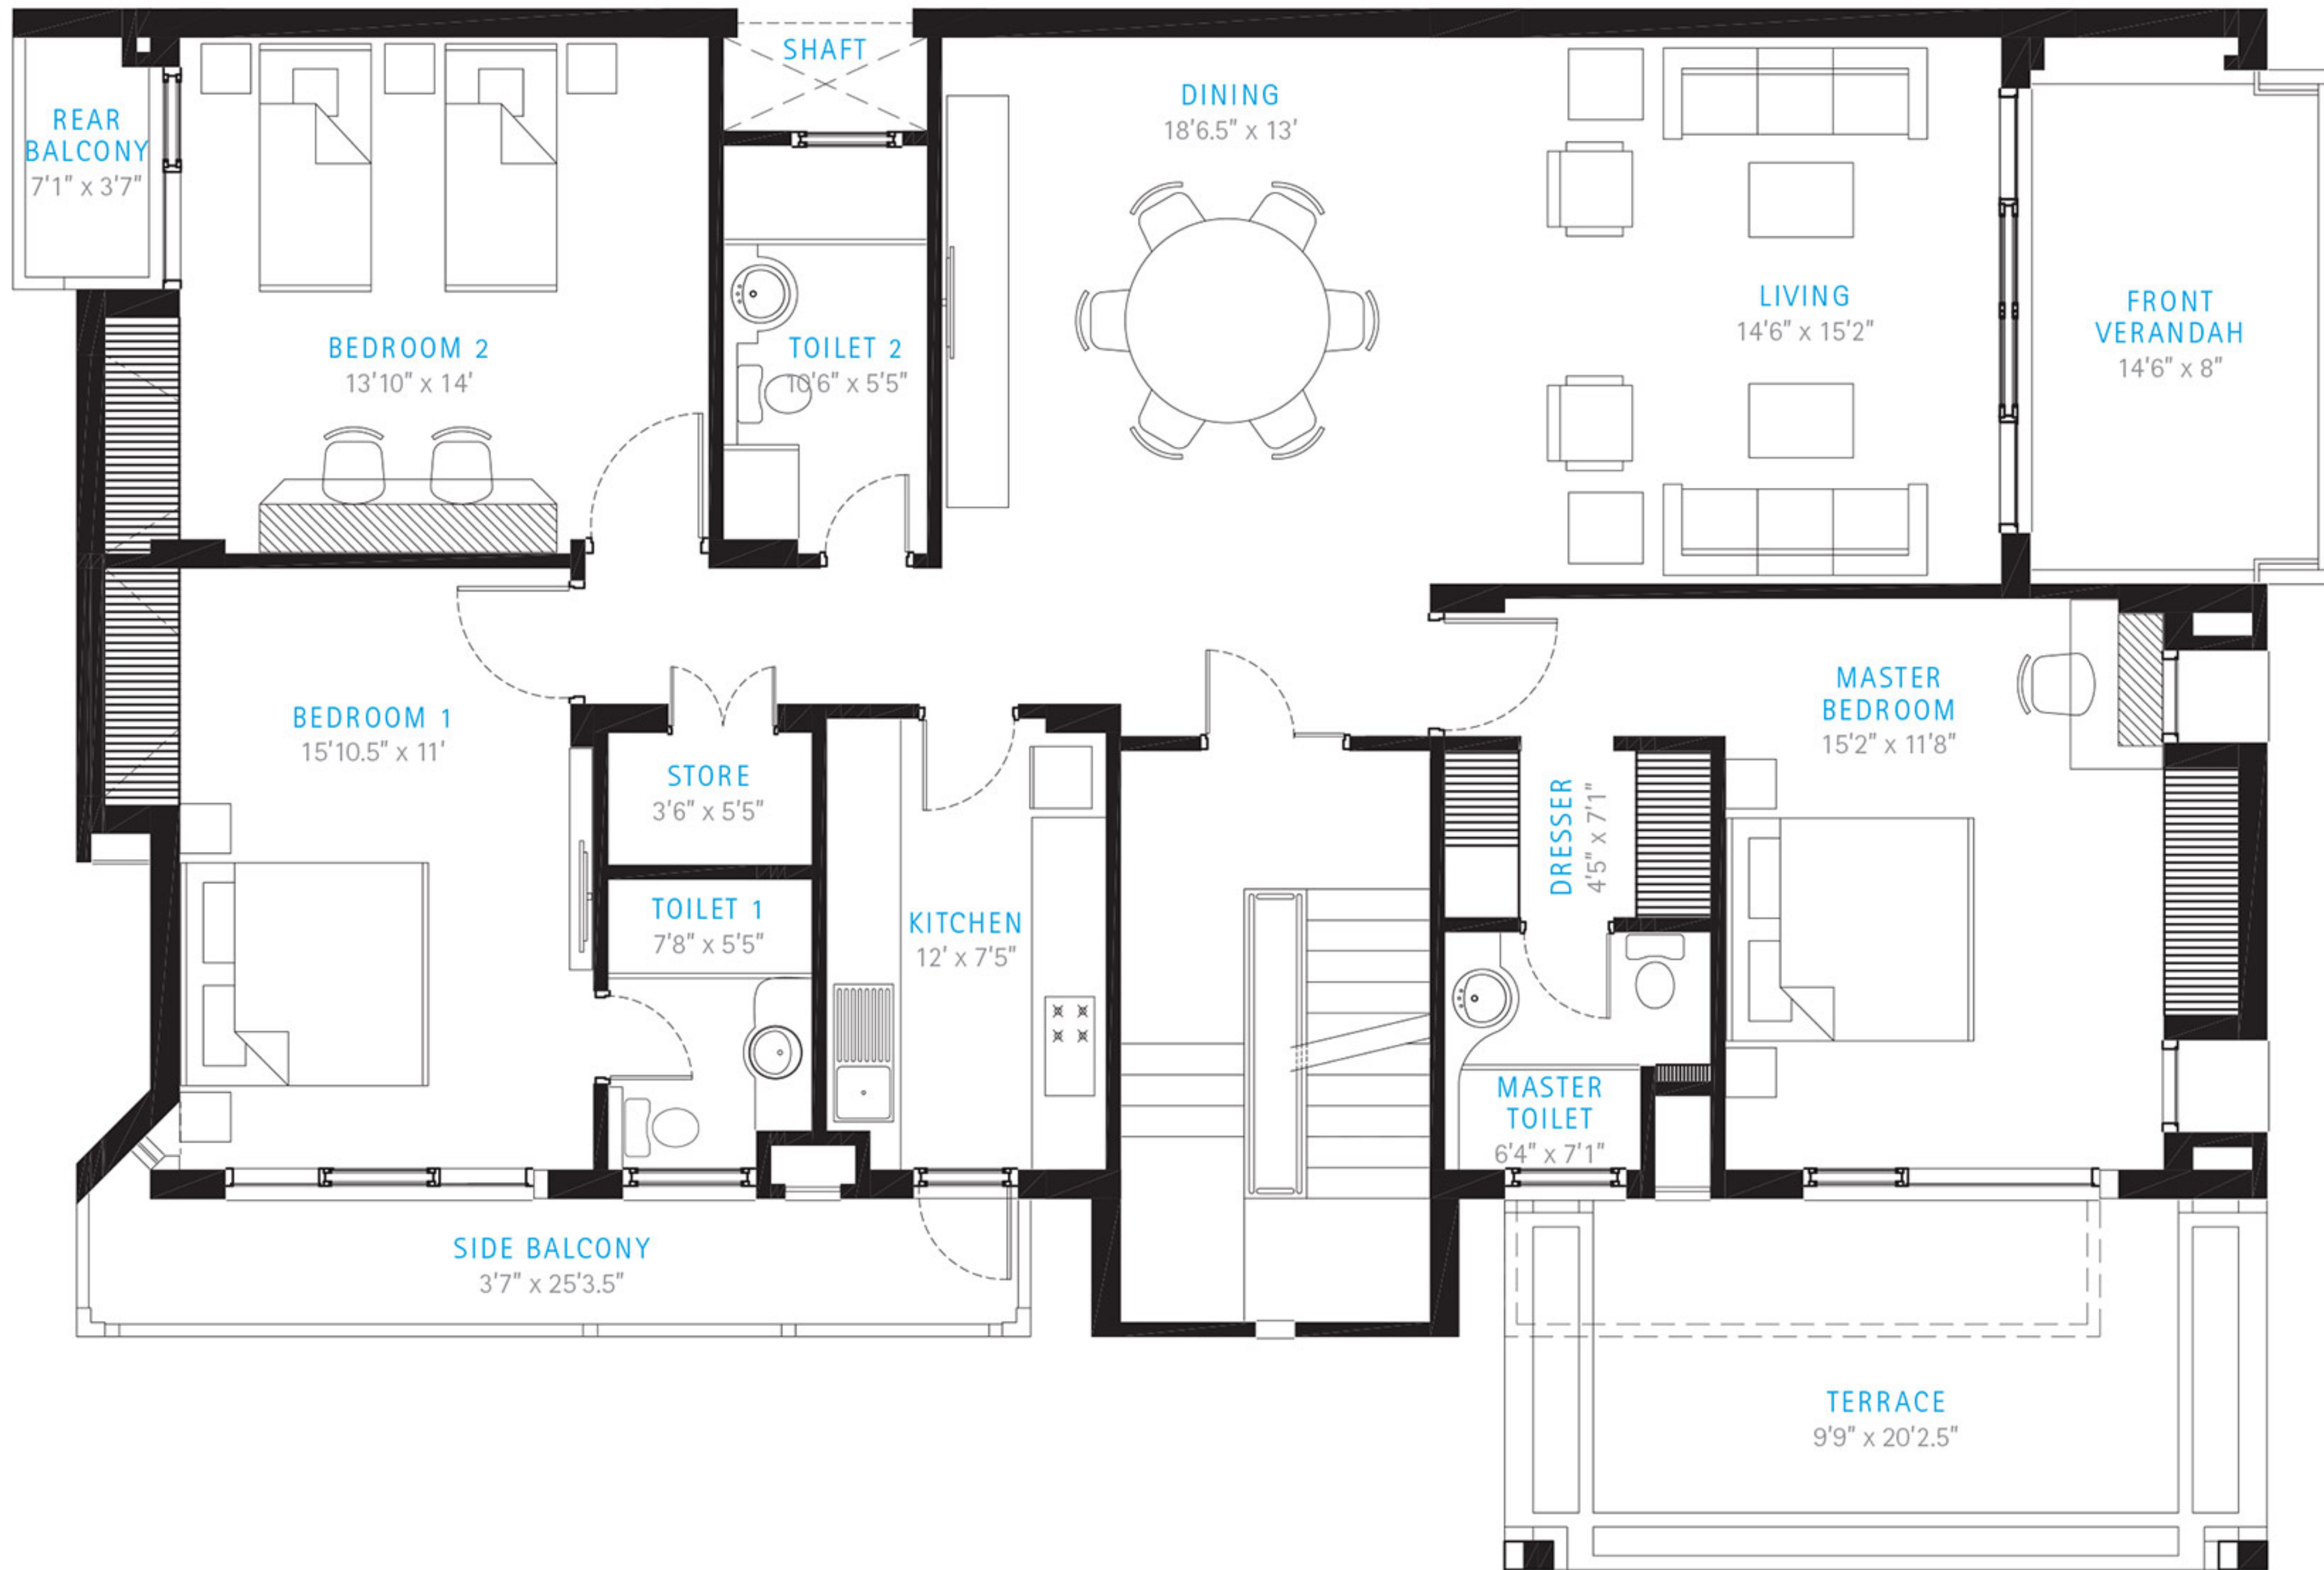 SHAFT
REAR
BALCONY
7'1" x 3'7"
DINING
18'6.5" x 13'
BEDROOM 2
13'10" x 14'
TOILET 2
10'6" x 5'5"
LIVING
14'6" x 15'2"
FRONT
VERANDAH
14'6" x 8"
BEDROOM 1
15'10.5" x 11'
STORE
3'6" x 5'5"
DRESSER
4'5" x 7'1"
MASTER
BEDROOM
15'2" x 11'8"
TOILET 1
7'8" x 5'5"
KITCHEN
12' x 7'5"
MASTER
TOILET
6'4" x 7'1"
SIDE BALCONY
3'7" x 25'3.5"
TERRACE
9'9" x 20'2.5"